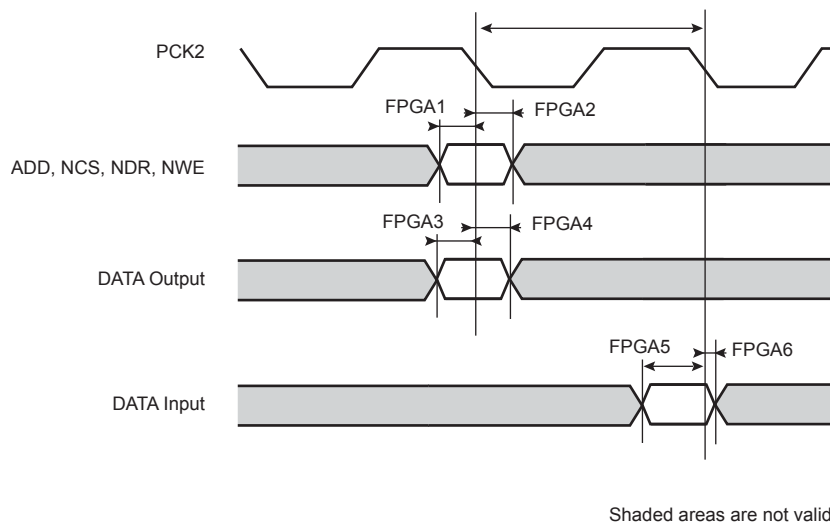 PCK2
FPGA1
FPGA2
ADD, NCS, NDR, NWE
FPGA3
FPGA4
DATA Output
FPGA5
FPGA6
DATA Input
Shaded areas are not valid